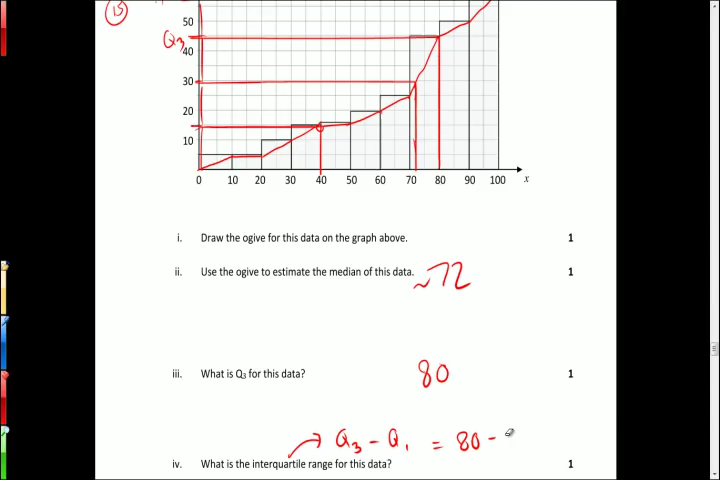 15
50
Q3
40
30
20
10
0 10 20 30 40 50 60 70 80 90 100 x
i. Draw the ogive for this data on the graph above. 1
ii. Use the ogive to estimate the median of this data. ~72 1
iii. What is Q₃ for this data? 80 1
Q3 - Q1 = 80 -
iv. What is the interquartile range for this data? 1